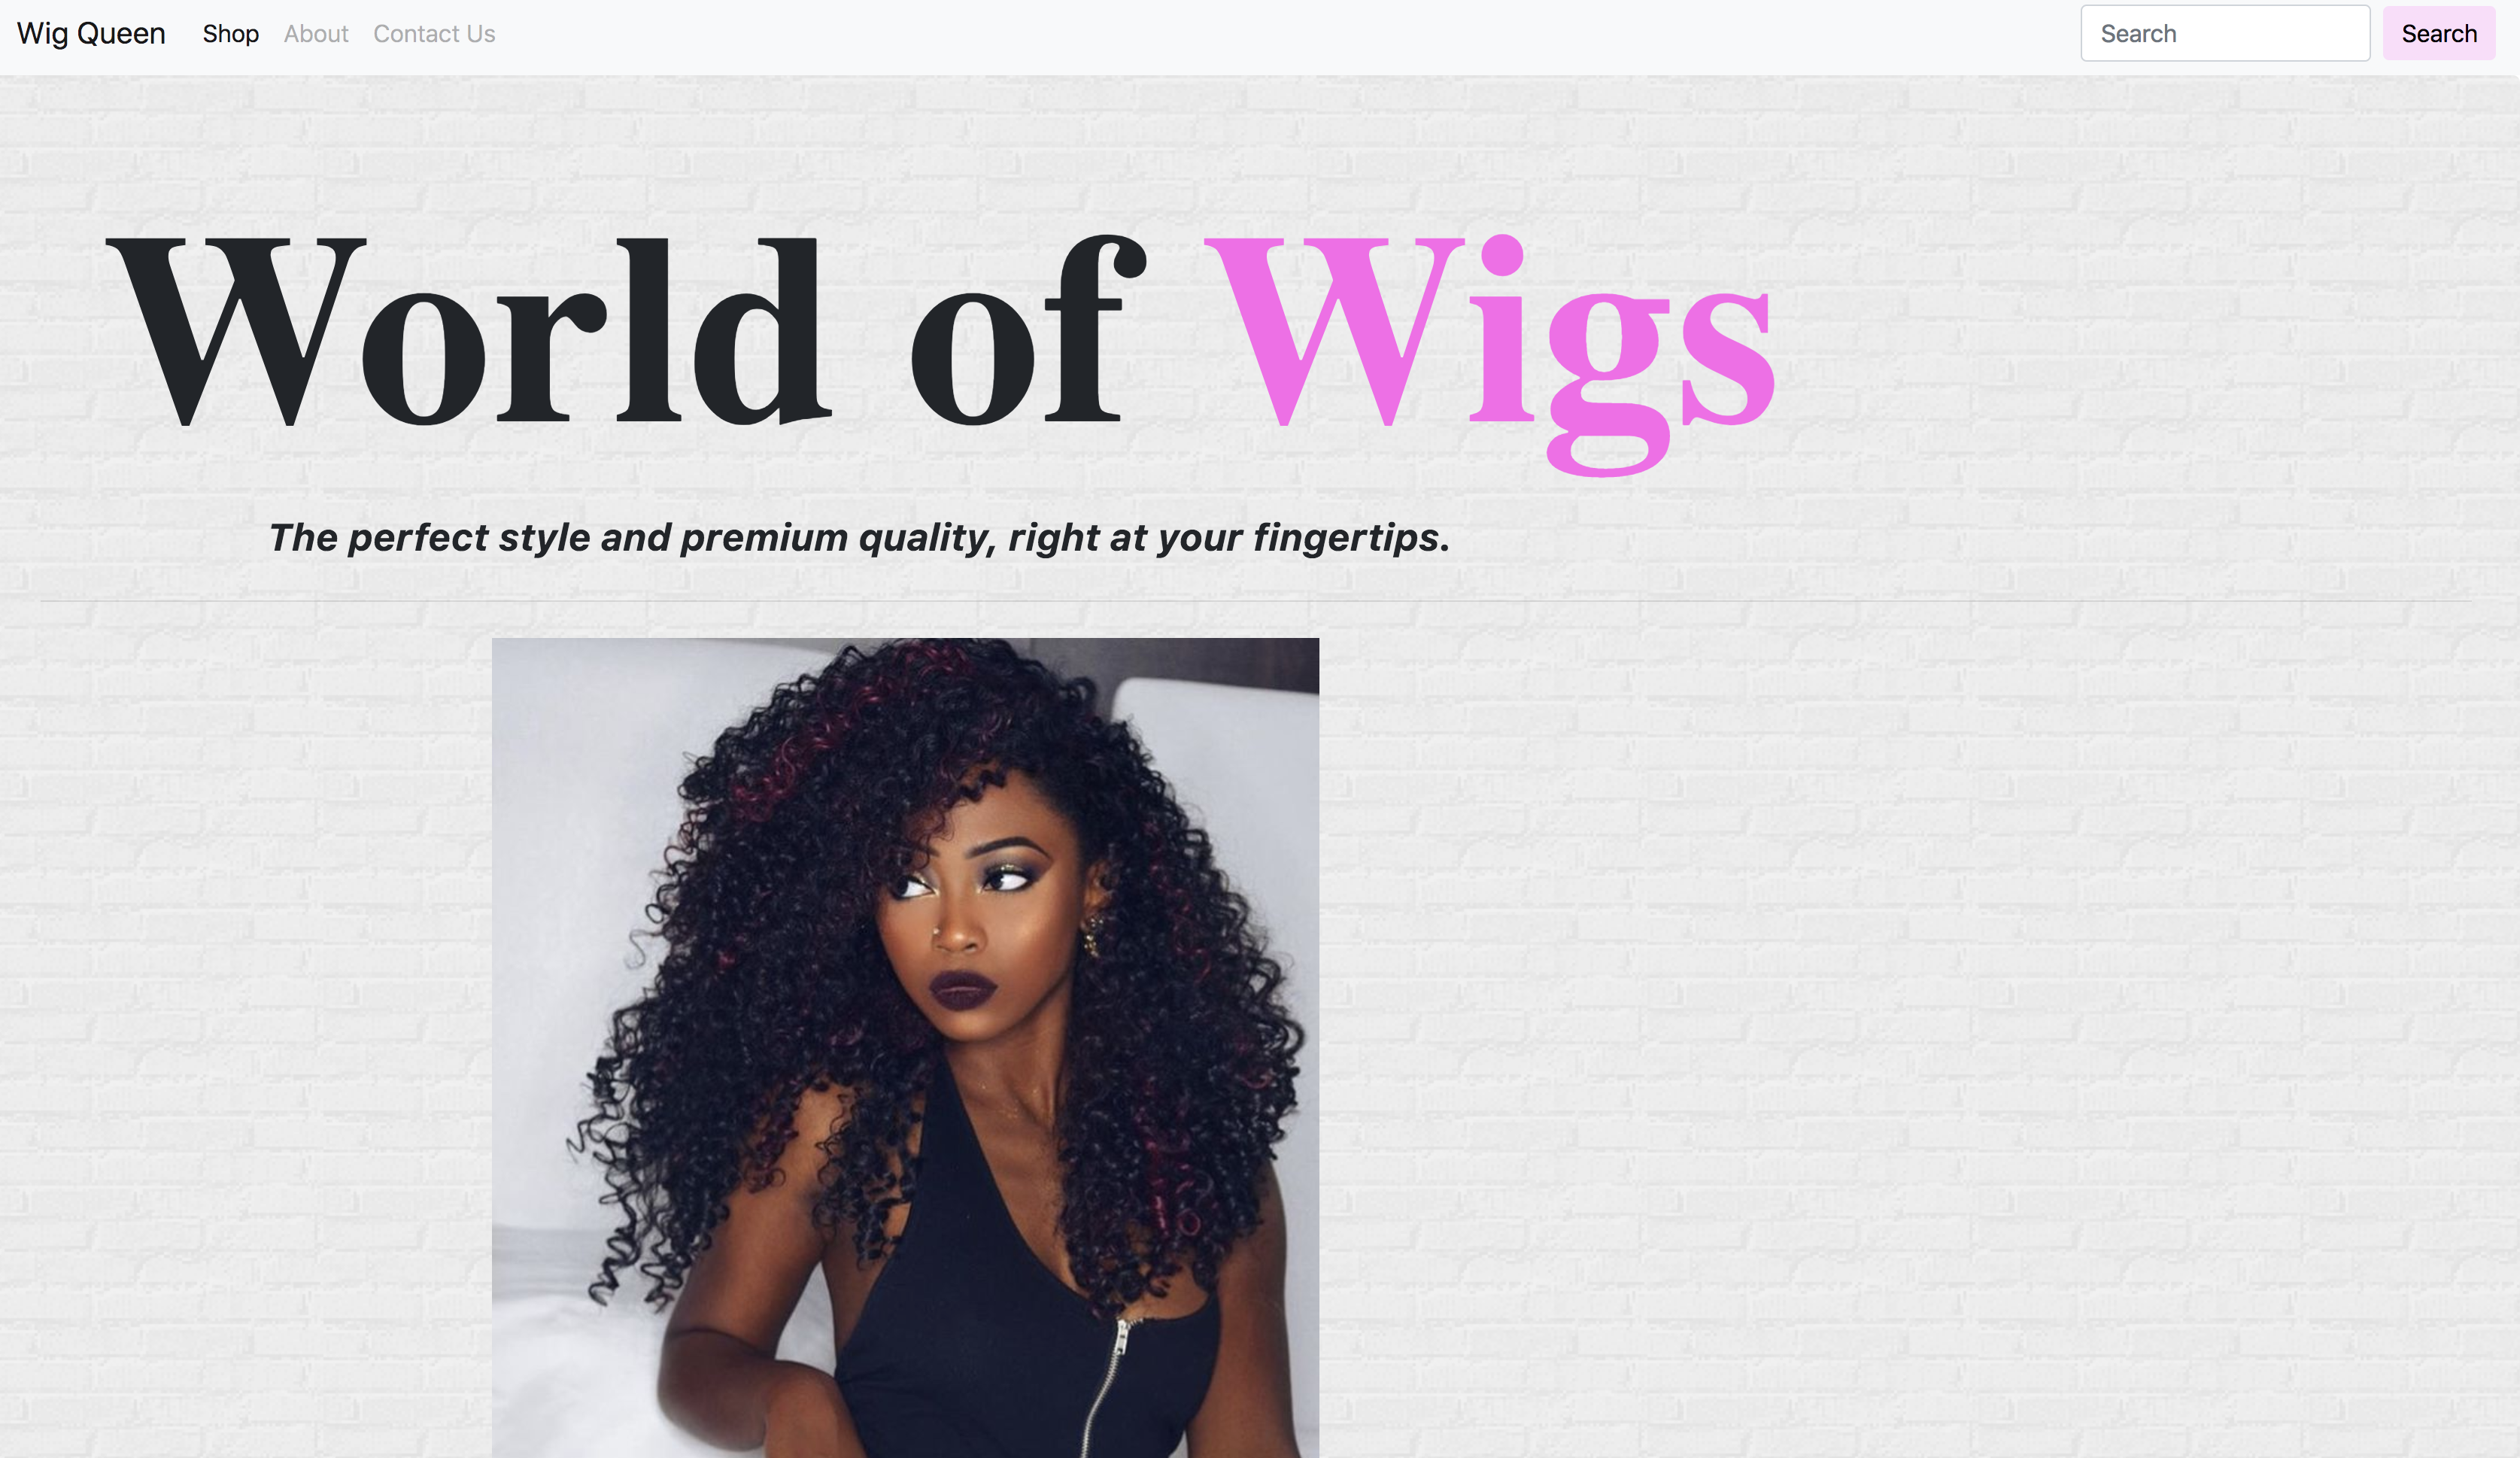 Wig Queen Shop About Contact Us Search Search
World of Wigs
The perfect style and premium quality, right at your fingertips.